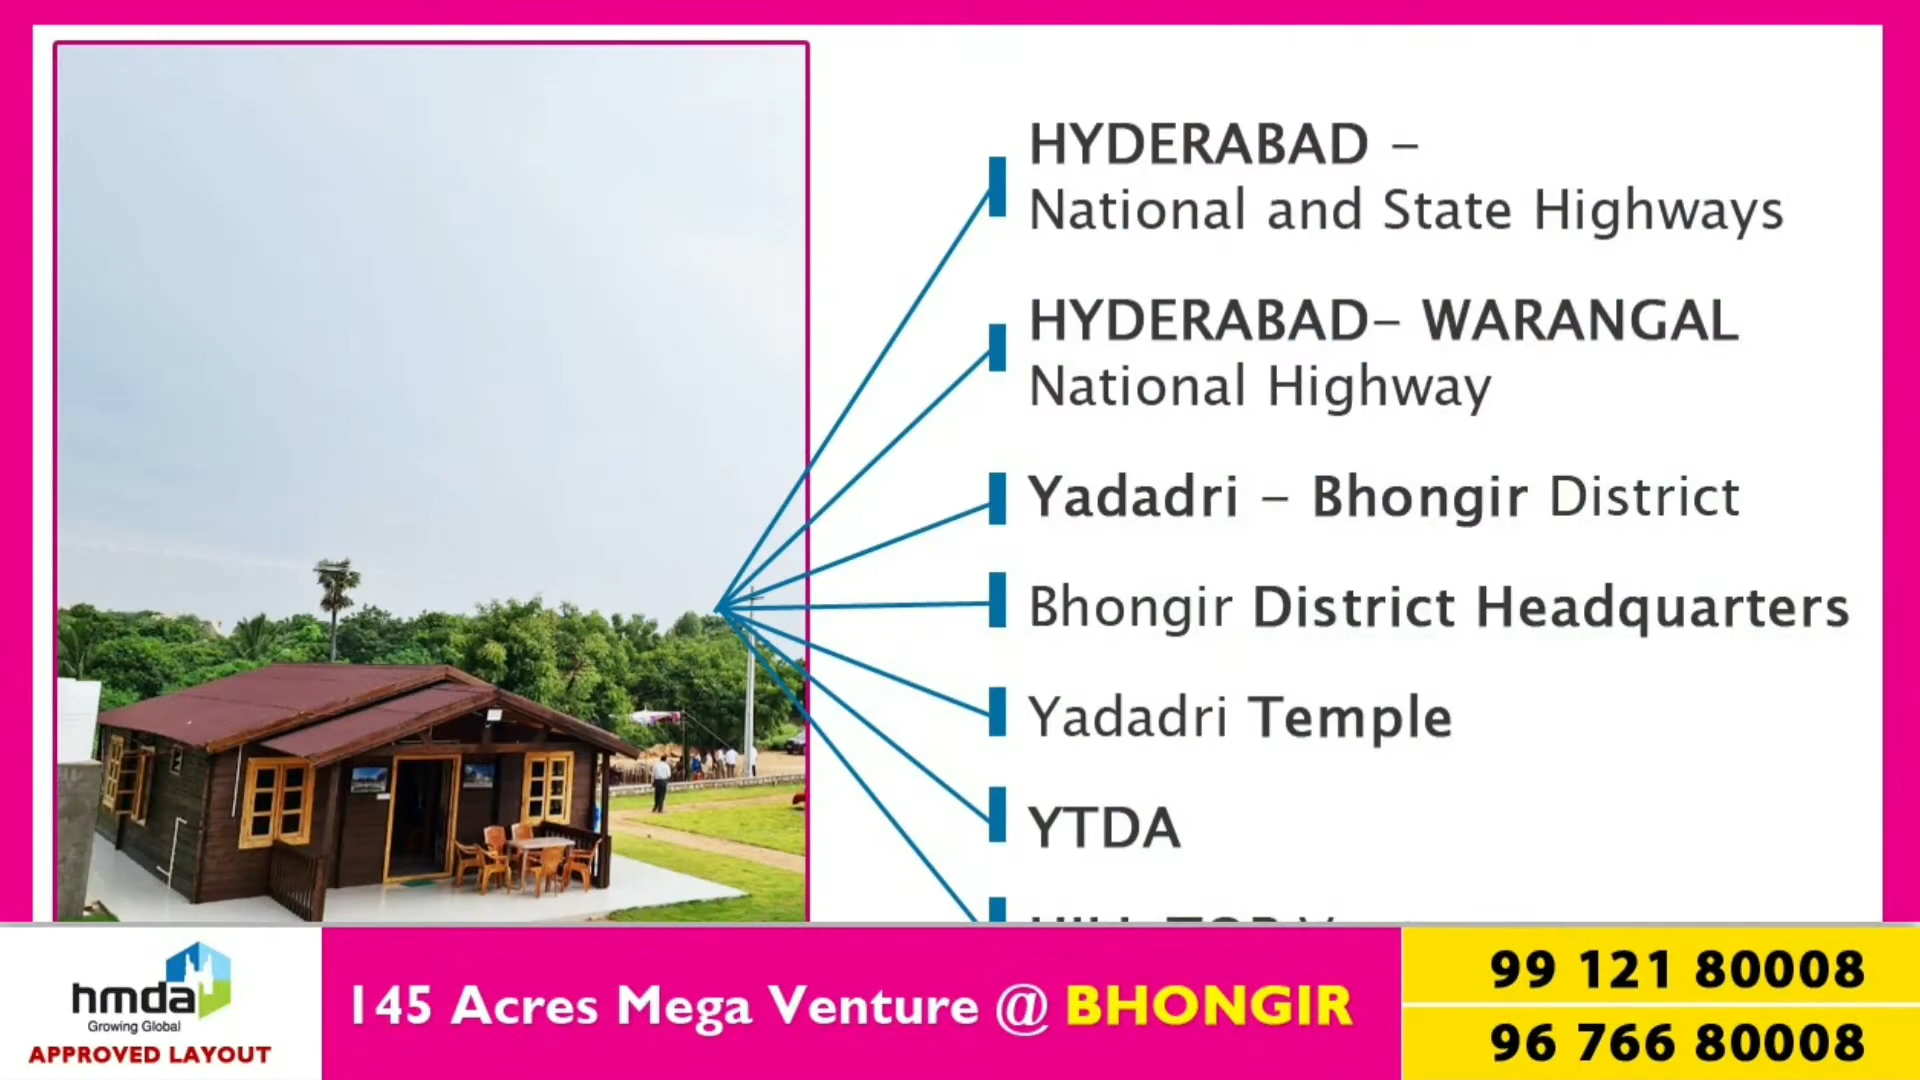 HYDERABAD –
National and State Highways
HYDERABAD– WARANGAL
National Highway
Yadadri – Bhongir District
Bhongir District Headquarters
Yadadri Temple
YTDA
hmda
Growing Global
APPROVED LAYOUT
145 Acres Mega Venture @ BHONGIR
99 121 80008
96 766 80008